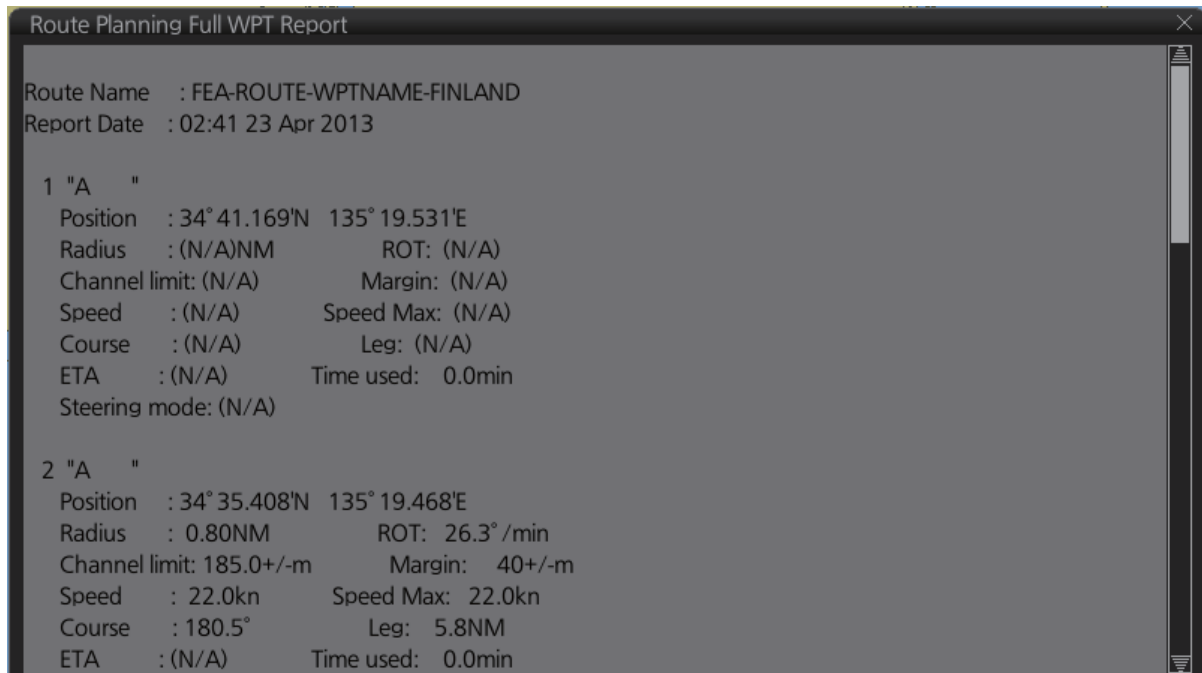 Route Planning Full WPT Report
Route Name : FEA-ROUTE-WPTNAME-FINLAND
Report Date : 02:41 23 Apr 2013
1 "A "
Position : 34°41.169'N 135°19.531'E
Radius : (N/A)NM ROT: (N/A)
Channel limit: (N/A) Margin: (N/A)
Speed : (N/A) Speed Max: (N/A)
Course : (N/A) Leg: (N/A)
ETA : (N/A) Time used: 0.0min
Steering mode: (N/A)
2 "A "
Position : 34°35.408'N 135°19.468'E
Radius : 0.80NM ROT: 26.3°/min
Channel limit: 185.0+/-m Margin: 40+/-m
Speed : 22.0kn Speed Max: 22.0kn
Course : 180.5° Leg: 5.8NM
ETA : (N/A) Time used: 0.0min